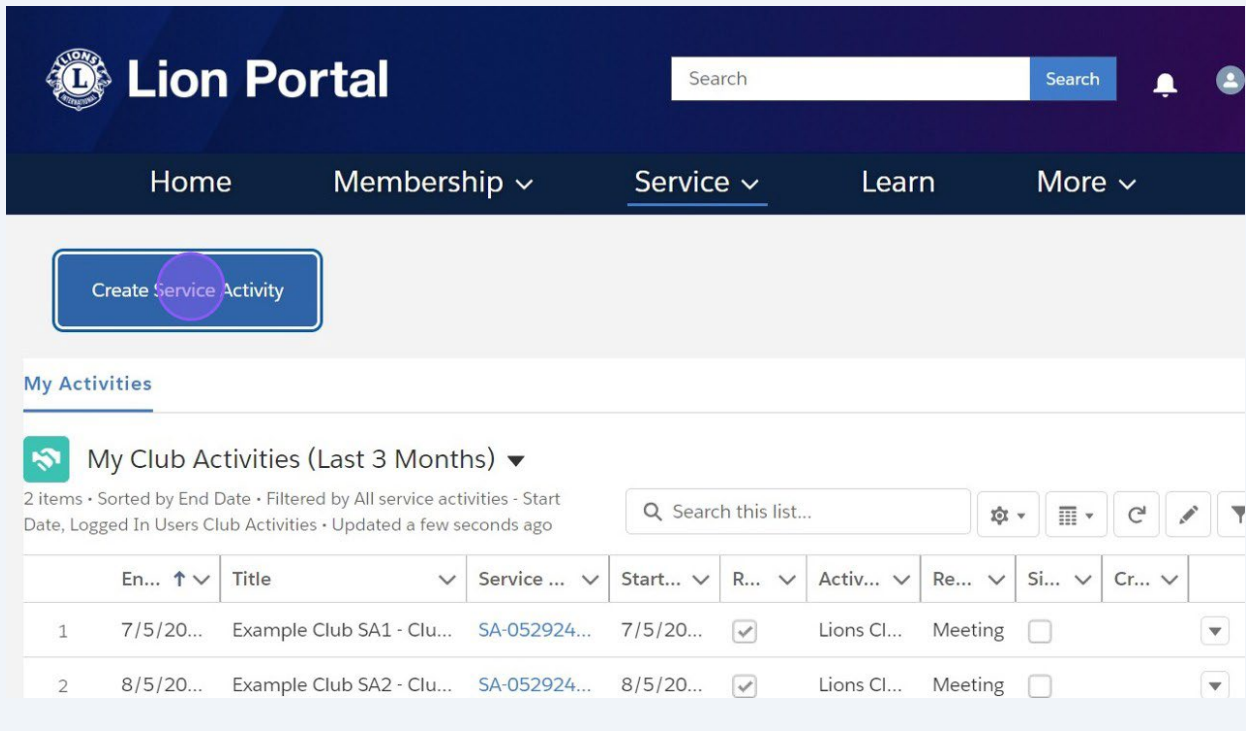 LIONS
L
INTERNATIONAL
Lion Portal
Search
Search
Home Membership Service Learn More
Create Service Activity
My Activities
My Club Activities (Last 3 Months)
2 items • Sorted by End Date • Filtered by All service activities - Start
Date, Logged In Users Club Activities • Updated a few seconds ago
Search this list...
En... Title Service ... Start... R... Activ... Re... Si... Cr...
1 7/5/20... Example Club SA1 - Clu... SA-052924... 7/5/20... Lions Cl... Meeting
2 8/5/20... Example Club SA2 - Clu... SA-052924... 8/5/20... Lions Cl... Meeting